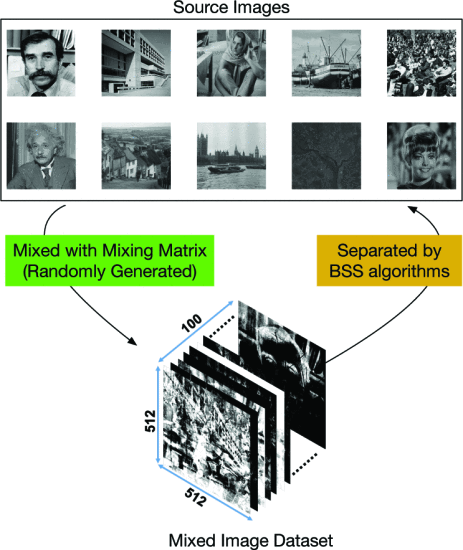 Source Images
Mixed with Mixing Matrix
(Randomly Generated)
Separated by
BSS algorithms
100
512
512
Mixed Image Dataset